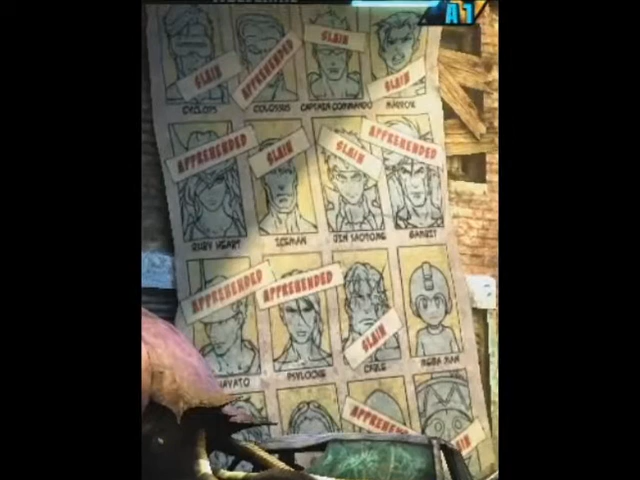 A1
SLAIN
APPREHENDED
SLAIN
SLAIN
CYCLOPS
COLOSSUS
CAPTAIN COMMANDO
APPREHENDED
SLAIN
SLAIN
APPREHENDED
RUBY HEART
ICEMAN
JIN SAOTOME
GAMBIT
APPREHENDED
APPREHENDED
SLAIN
HAYATO
PSYLOCKE
CABLE
MEGA MAN
APPREHENDED